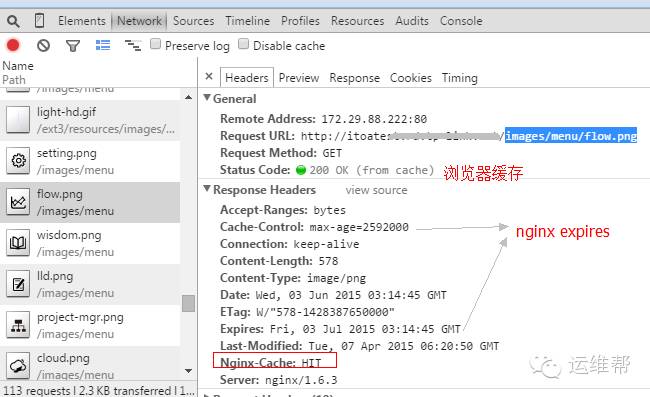 Elements Network Sources Timeline Profiles Resources Audits Console
Preserve log Disable cache
Name
Path
× Headers Preview Response Cookies Timing
/images/menu
light-hd.gif
/ext3/resources/images/...
setting.png
/images/menu
flow.png
/images/menu
wisdom.png
/images/menu
lld.png
/images/menu
project-mgr.png
/images/menu
cloud.png
/images/menu
113 requests | 2.3 KB transferred | 1...
▼ General
Remote Address: 172.29.88.222:80
Request URL: http://itoate /images/menu/flow.png
Request Method: GET
Status Code: 200 OK (from cache) 浏览器缓存
▼ Response Headers view source
Accept-Ranges: bytes
Cache-Control: max-age=2592000
nginx expires
Connection: keep-alive
Content-Length: 578
Content-Type: image/png
Date: Wed, 03 Jun 2015 03:14:45 GMT
ETag: W/"578-1428387650000"
Expires: Fri, 03 Jul 2015 03:14:45 GMT
Last-Modified: Tue, 07 Apr 2015 06:20:50 GMT
Nginx-Cache: HIT
Server: nginx/1.6.3
运维帮